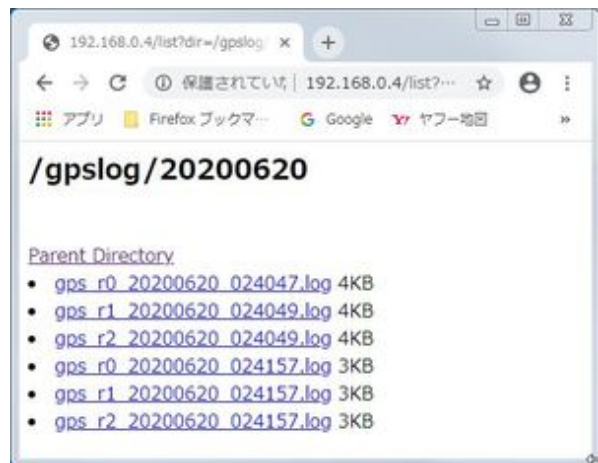 192.168.0.4/list?dir=/gpslog/
保護されていな 192.168.0.4/list?…
アプリ Firefox ブックマ… Google ヤフー地図 »
/gpslog/20200620
Parent Directory
• gps_r0_20200620_024047.log 4KB
• gps_r1_20200620_024049.log 4KB
• gps_r2_20200620_024049.log 4KB
• gps_r0_20200620_024157.log 3KB
• gps_r1_20200620_024157.log 3KB
• gps_r2_20200620_024157.log 3KB